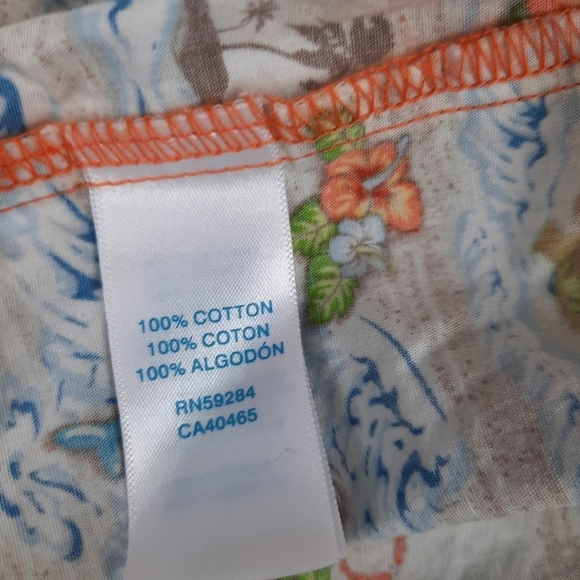 100% COTTON
100% COTON
100% ALGODÓN
RN59284
CA40465